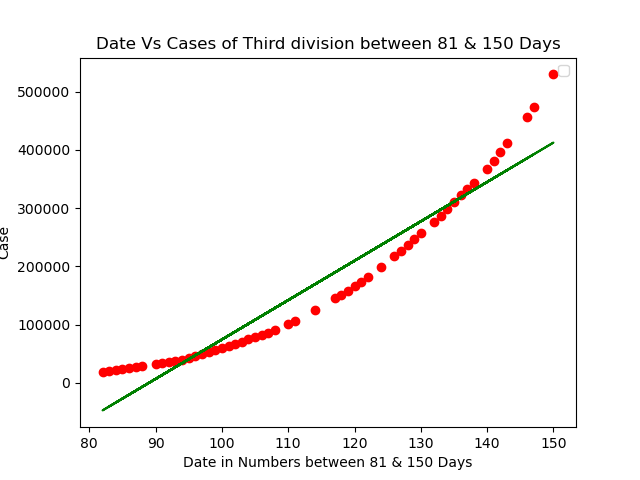 Date Vs Cases of Third division between 81 & 150 Days
500000
400000
300000
200000
100000
0
Case
80 90 100 110 120 130 140 150
Date in Numbers between 81 & 150 Days